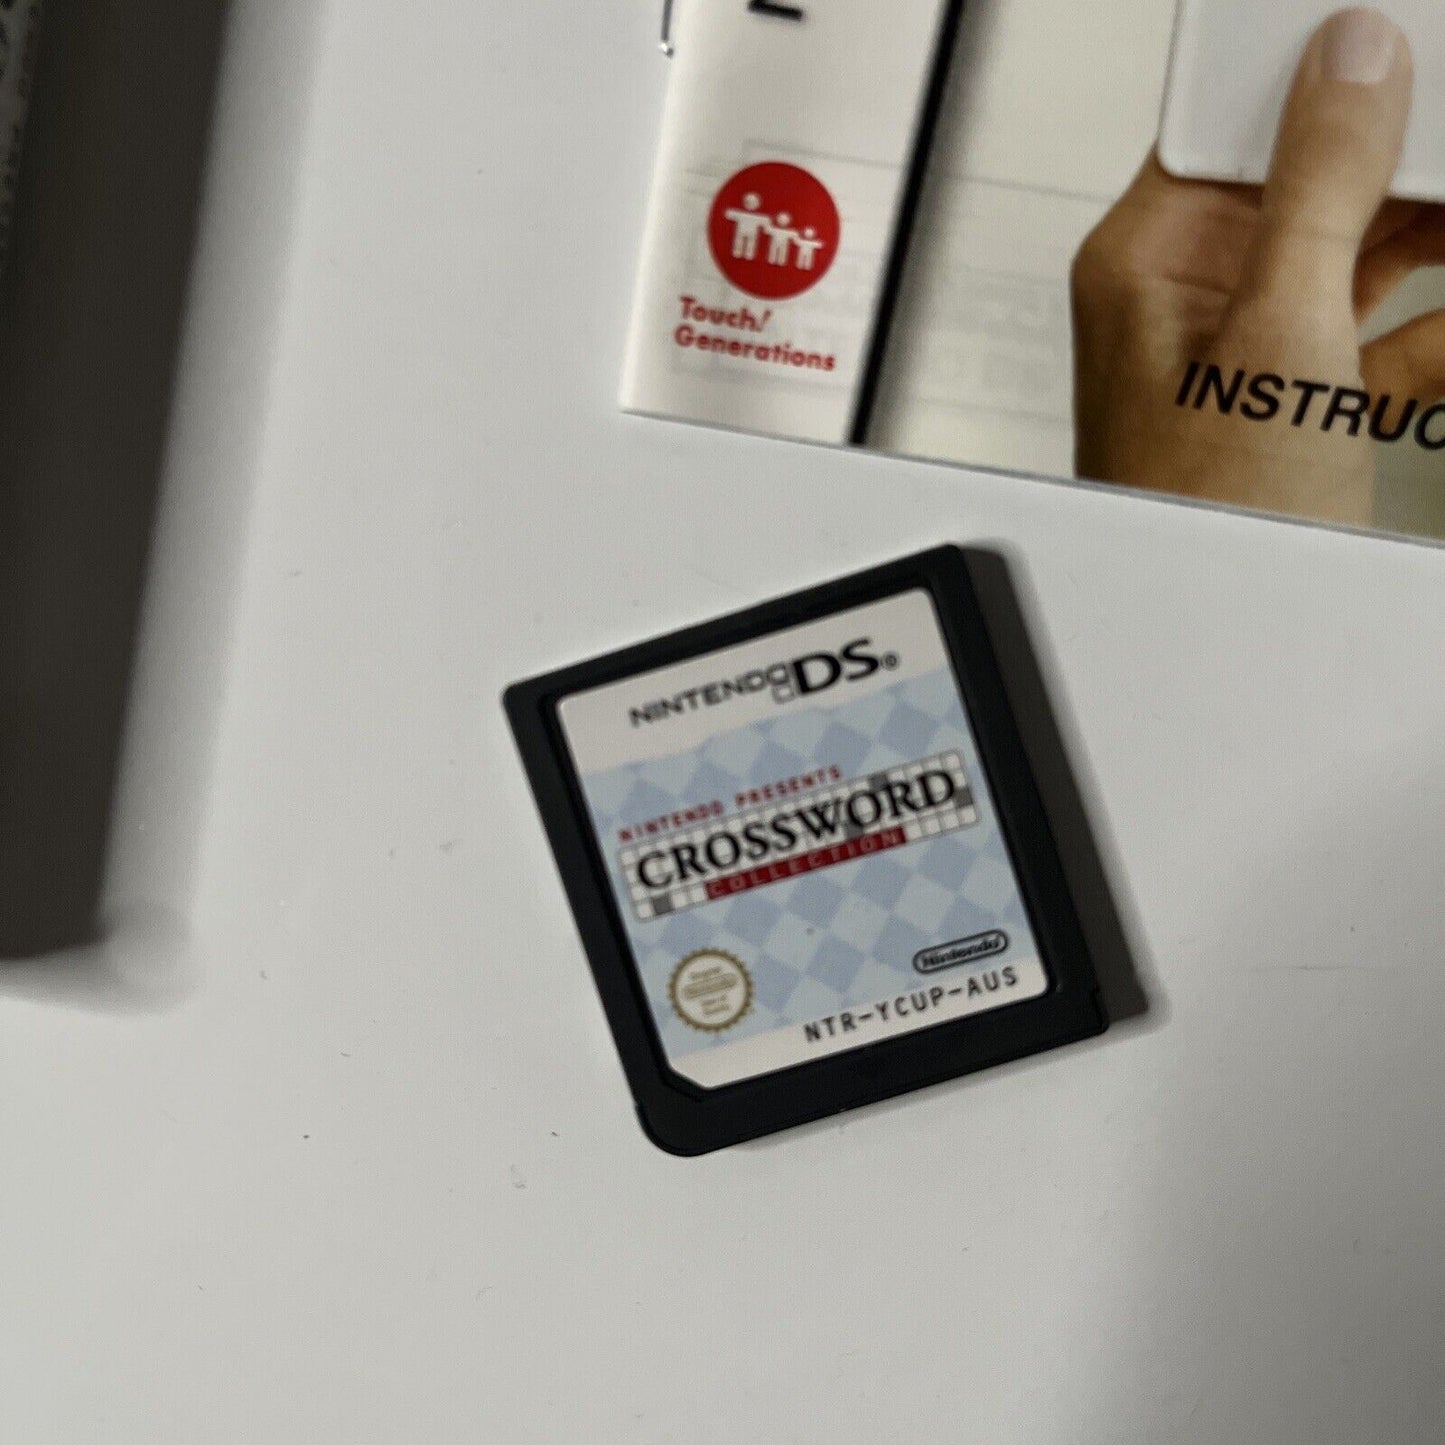 Touch!
Generations
INSTRUC
NINTENDO DS
NINTENDO PRESENTS
CROSSWORD
COLLECTION
Nintendo
NTR-YCUP-AUS